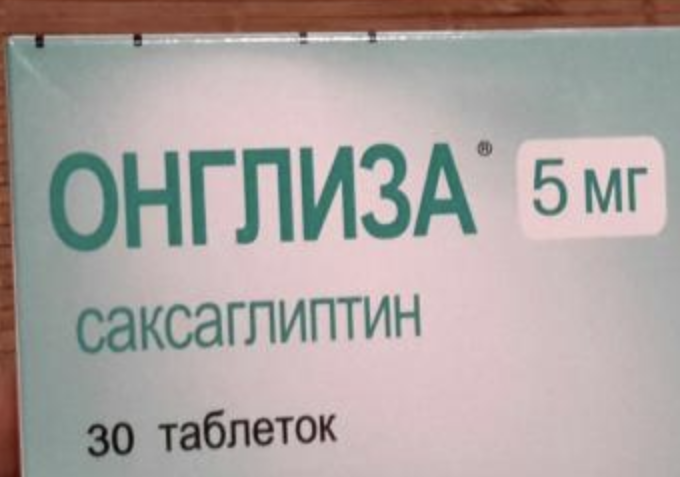 ОНГЛИЗА® 5 мг
саксаглиптин
30 таблеток